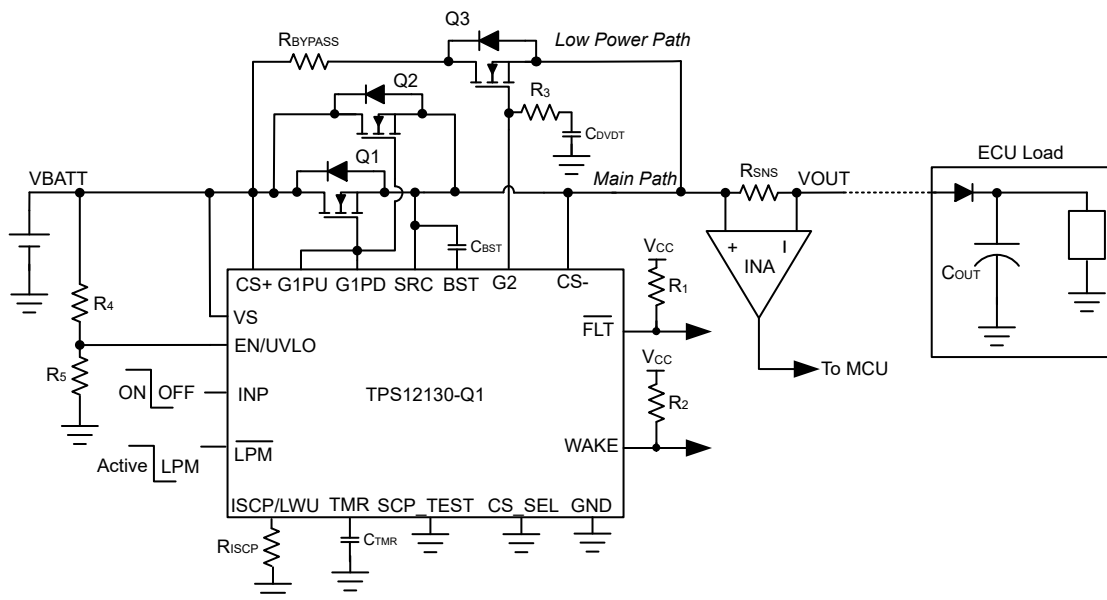 Q3
RBYPASS
Low Power Path
Q2
R3
CDVDT
Q1
ECU Load
VBATT
Main Path
RSNS
VOUT
+
I
INA
CBST
VCC
COUT
CS+ G1PU G1PD SRC BST G2 CS-
R1
R4
VS
FLT
EN/UVLO
VCC
To MCU
R5
ON OFF
INP
TPS12130-Q1
R2
WAKE
Active LPM
LPM
ISCP/LWU TMR SCP_TEST CS_SEL GND
RISCP
CTMR